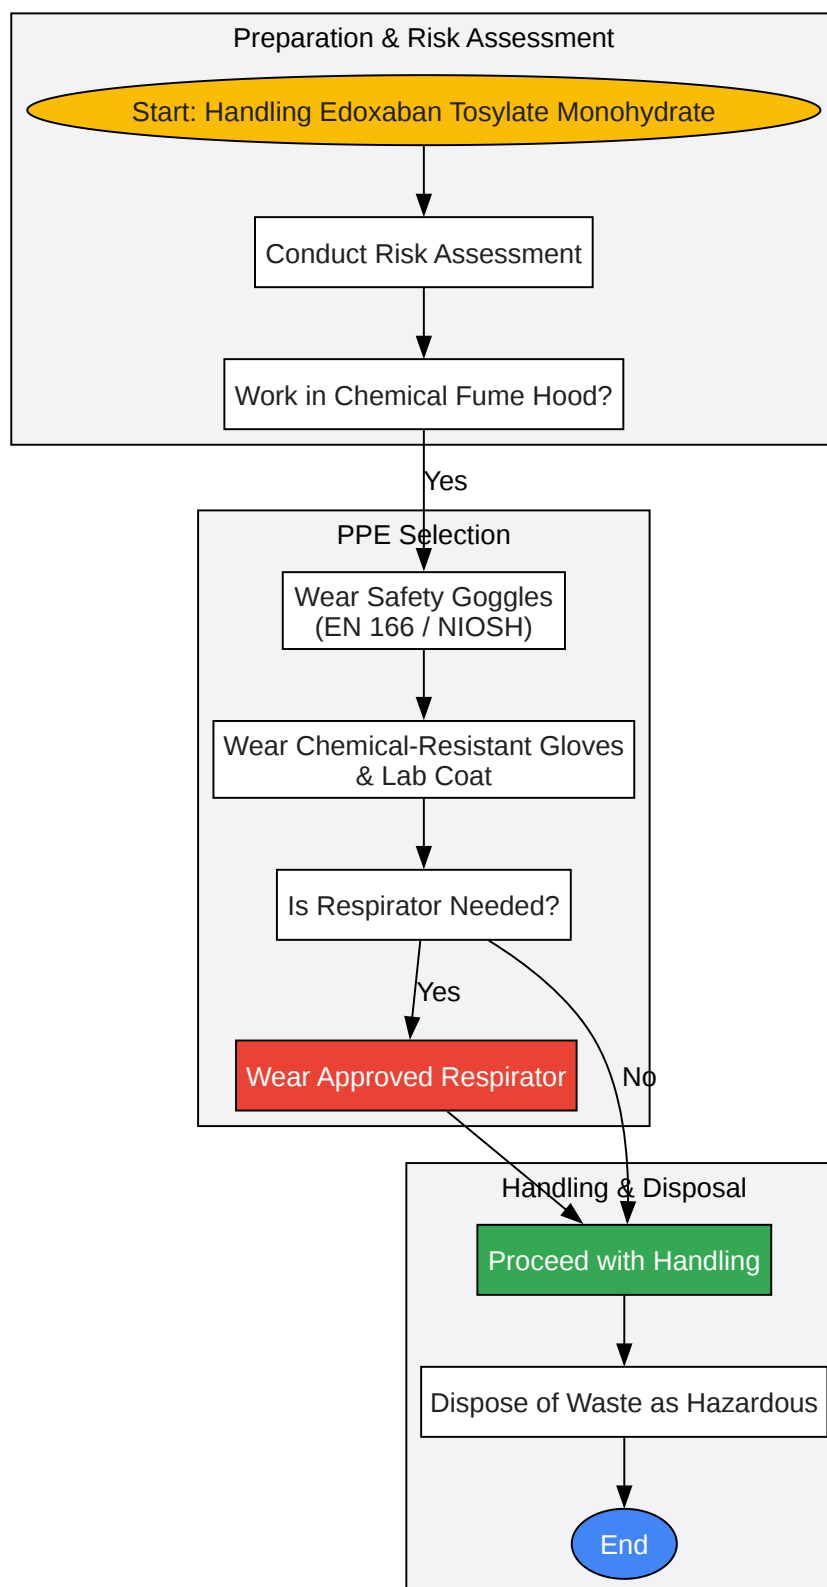 Preparation & Risk Assessment
Start: Handling Edoxaban Tosylate Monohydrate
Conduct Risk Assessment
Work in Chemical Fume Hood?
Yes
PPE Selection
Wear Safety Goggles
(EN 166 / NIOSH)
Wear Chemical-Resistant Gloves
& Lab Coat
Is Respirator Needed?
Yes
Wear Approved Respirator
No
Handling & Disposal
Proceed with Handling
Dispose of Waste as Hazardous
End